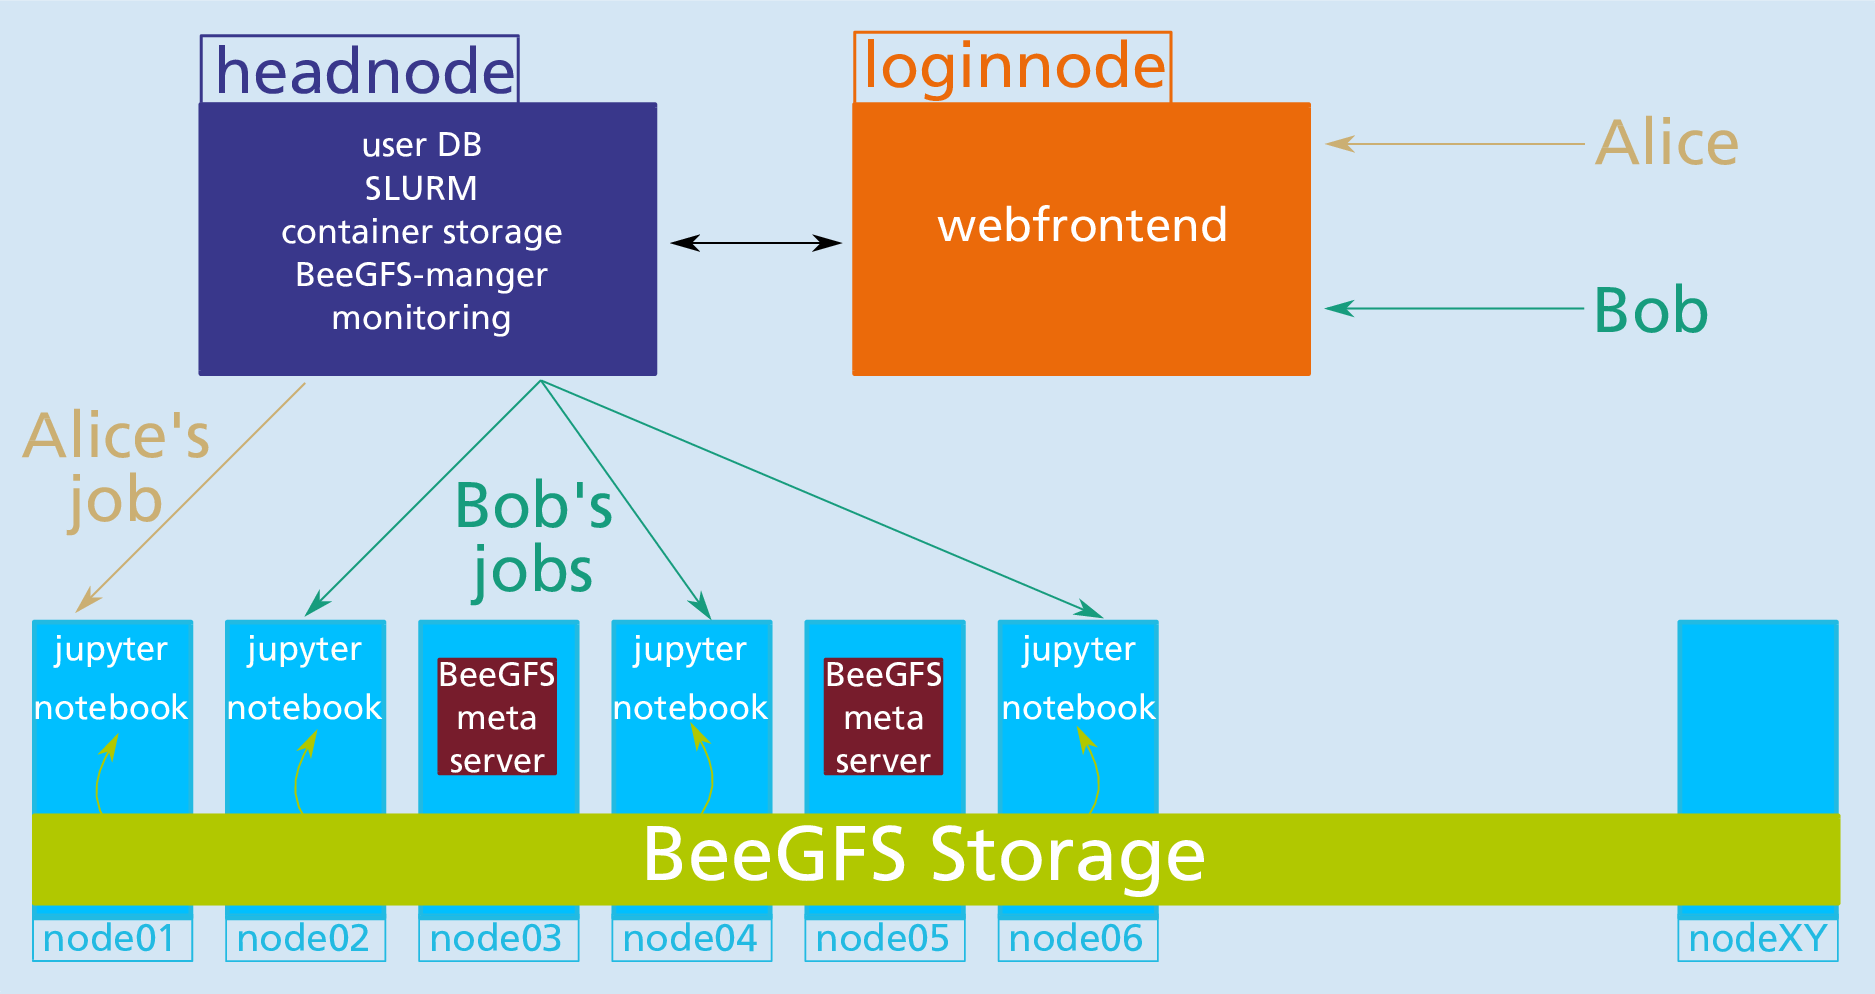 headnode
user DB
SLURM
container storage
BeeGFS-manger
monitoring
loginnode
webfrontend
Alice
Bob
Alice's
job
Bob's
jobs
jupyter
notebook
jupyter
notebook
BeeGFS
meta
server
jupyter
notebook
BeeGFS
meta
server
jupyter
notebook
BeeGFS Storage
node01
node02
node03
node04
node05
node06
nodeXY